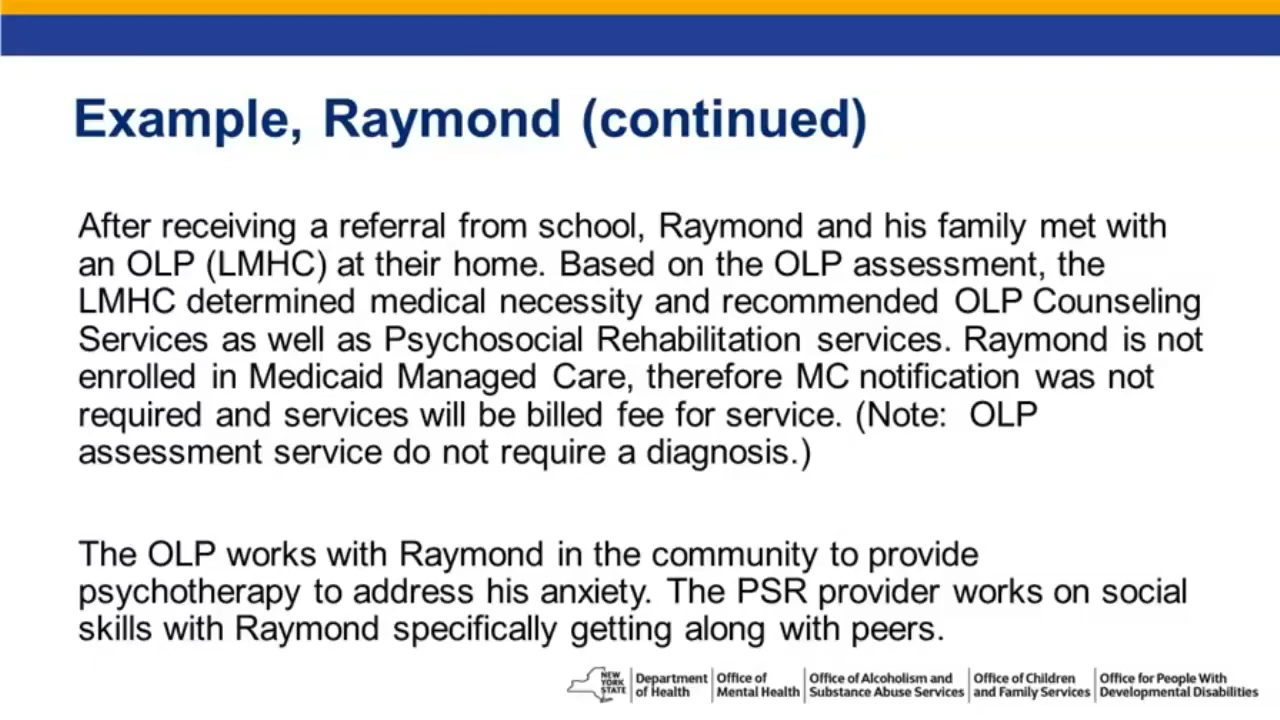 Example, Raymond (continued)
After receiving a referral from school, Raymond and his family met with
an OLP (LMHC) at their home. Based on the OLP assessment, the
LMHC determined medical necessity and recommended OLP Counseling
Services as well as Psychosocial Rehabilitation services. Raymond is not
enrolled in Medicaid Managed Care, therefore MC notification was not
required and services will be billed fee for service. (Note:  OLP
assessment service do not require a diagnosis.)
The OLP works with Raymond in the community to provide
psychotherapy to address his anxiety. The PSR provider works on social
skills with Raymond specifically getting along with peers.
NEW
YORK
STATE
Department
of Health
Office of
Mental Health
Office of Alcoholism and
Substance Abuse Services
Office of Children
and Family Services
Office for People With
Developmental Disabilities